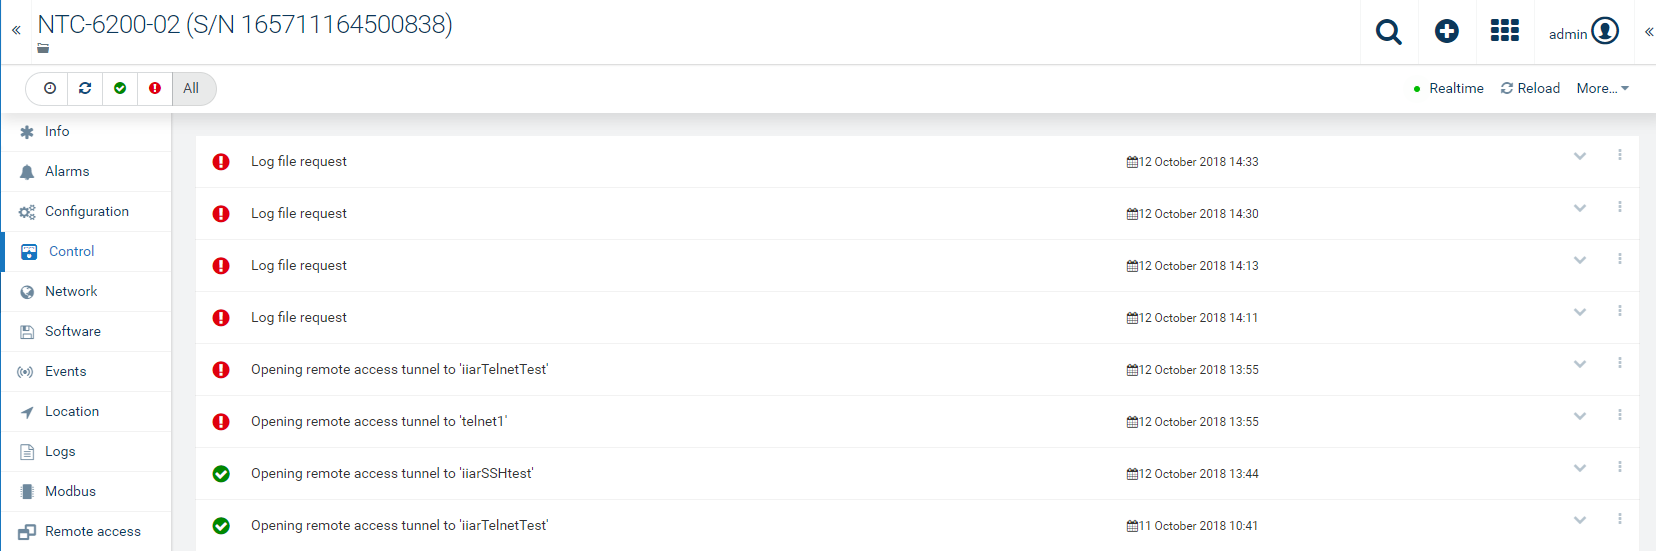 NTC-6200-02 (S/N 165711164500838)
admin
All
Realtime Reload More...
Info
Alarms
Configuration
Control
Network
Software
Events
Location
Logs
Modbus
Remote access
Log file request 12 October 2018 14:33
Log file request 12 October 2018 14:30
Log file request 12 October 2018 14:13
Log file request 12 October 2018 14:11
Opening remote access tunnel to 'iiarTelnetTest' 12 October 2018 13:55
Opening remote access tunnel to 'telnet1' 12 October 2018 13:55
Opening remote access tunnel to 'iiarSSHtest' 12 October 2018 13:44
Opening remote access tunnel to 'iiarTelnetTest' 11 October 2018 10:41